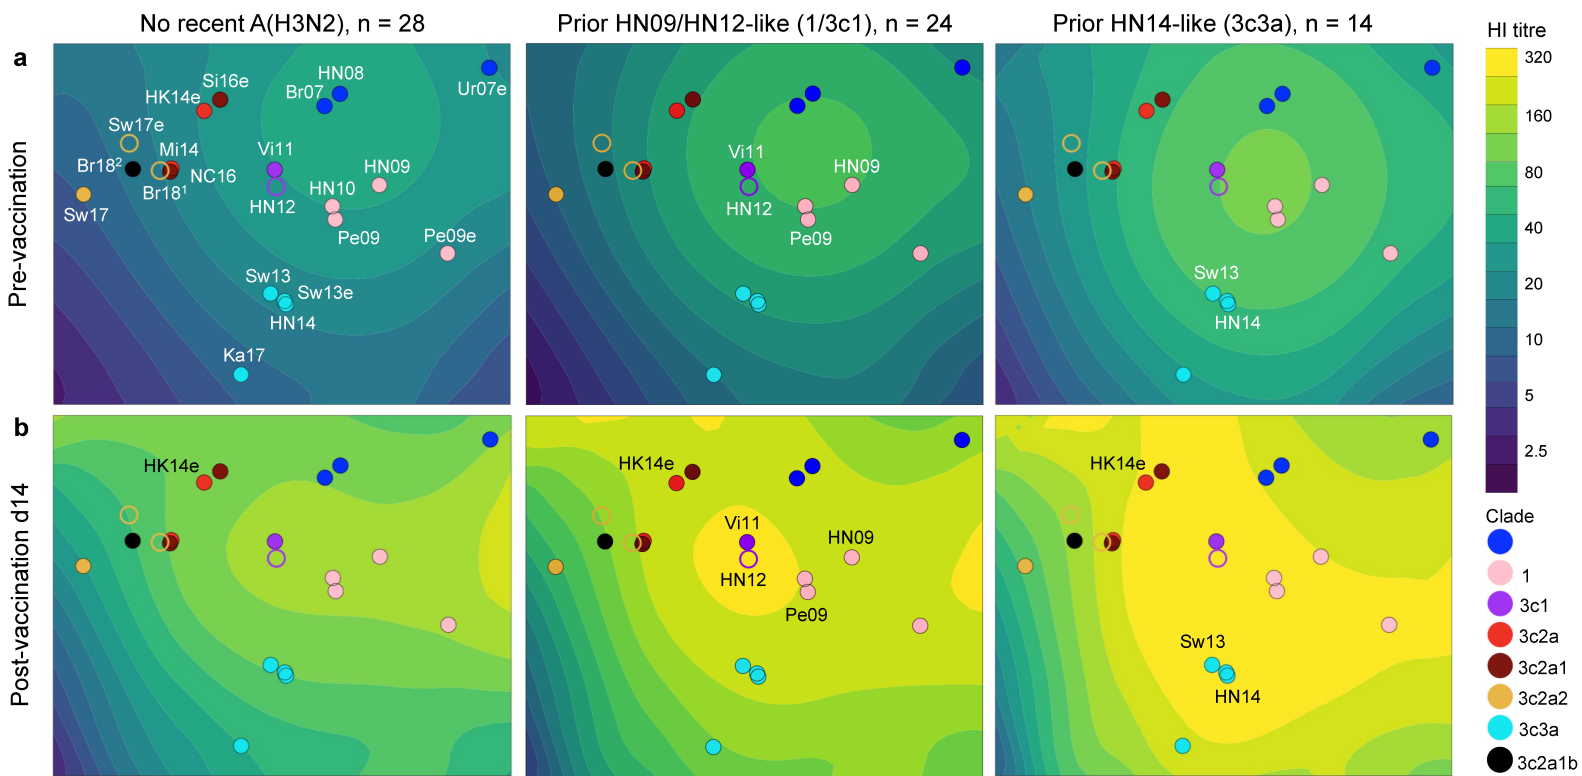 No recent A(H3N2), n = 28
Prior HN09/HN12-like (1/3c1), n = 24
Prior HN14-like (3c3a), n = 14
HI titre
a
Pre-vaccination
Si16e
HN08
Br07
Ur07e
HK14e
Sw17e
Mi14
Vi11
Br18²
NC16
HN09
Br18¹
HN10
HN12
Sw17
Pe09
Pe09e
Sw13
Sw13e
HN14
Ka17
Vi11
HN09
HN12
Pe09
Sw13
HN14
320
160
80
40
20
10
5
2.5
b
Post-vaccination d14
HK14e
HK14e
Vi11
HN09
HN12
Pe09
HK14e
Sw13
HN14
Clade
1
3c1
3c2a
3c2a1
3c2a2
3c3a
3c2a1b